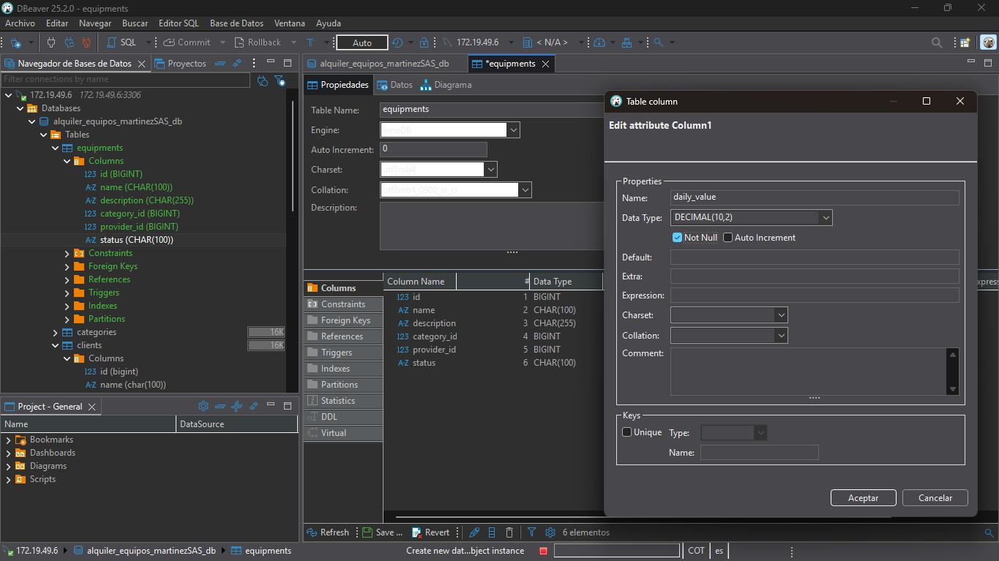 DBeaver 25.2.0 - equipments
Archivo Editar Navegar Buscar Editor SQL Base de Datos Ventana Ayuda
SQL Commit Rollback T Auto 172.19.49.6 < N/A >
Navegador de Bases de Datos Proyectos
Filter connections by name
172.19.49.6 172.19.49.6:3306
Databases
alquiler_equipos_martinezSAS_db
Tables
equipments
Columns
123 id (BIGINT)
A-Z name (CHAR(100))
A-Z description (CHAR(255))
123 category_id (BIGINT)
123 provider_id (BIGINT)
A-Z status (CHAR(100))
Constraints
Foreign Keys
References
Triggers
Indexes
Partitions
categories 16K
clients 16K
Columns
123 id (bigint)
A-Z name (char(100))
Project - General
Name DataSource
Bookmarks
Dashboards
Diagrams
Scripts
alquiler_equipos_martinezSAS_db *equipments
Propiedades Datos Diagrama
Table Name: equipments
Engine: InnoDB
Auto Increment: 0
Charset: utf8mb4
Collation: utf8mb4_0900_ai_ci
Description:
Columns
Constraints
Foreign Keys
References
Triggers
Indexes
Partitions
Statistics
DDL
Virtual
Column Name # Data Type
123 id 1 BIGINT
A-Z name 2 CHAR(100)
A-Z description 3 CHAR(255)
123 category_id 4 BIGINT
123 provider_id 5 BIGINT
A-Z status 6 CHAR(100)
Table column
Edit attribute Column1
Properties
Name: daily_value
Data Type: DECIMAL(10,2)
Not Null Auto Increment
Default:
Extra:
Expression:
Charset:
Collation:
Comment:
Keys
Unique Type:
Name:
Aceptar Cancelar
Refresh Save ... Revert 6 elementos
172.19.49.6 alquiler_equipos_martinezSAS_db equipments Create new dat...bject instance COT es